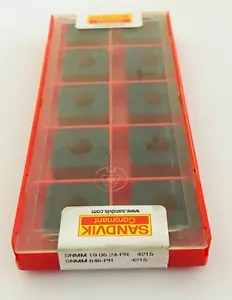 SANDVIK
Coromant
www.sandvik.com
SNMM 19 06 24-PR 4215
SNMM 646-PR 4215